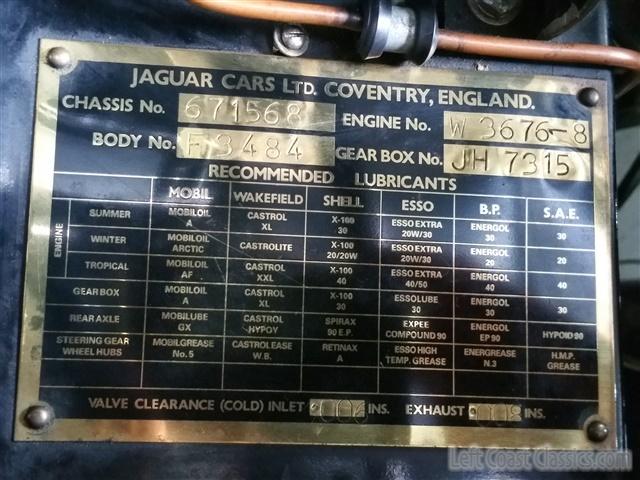 JAGUAR CARS LTD. COVENTRY, ENGLAND.
CHASSIS No. 671568 ENGINE No. W 3676-8
BODY No. F 3484 GEAR BOX No. JH 7315
RECOMMENDED LUBRICANTS
MOBIL WAKEFIELD SHELL ESSO B.P. S.A.E.
ENGINE
SUMMER MOBILOIL A CASTROL XL X-100 30 ESSO EXTRA 20W/30 ENERGOL 30 30
WINTER MOBILOIL ARCTIC CASTROLITE X-100 20/20W ESSO EXTRA 20W/30 ENERGOL 20 20
TROPICAL MOBILOIL AF CASTROL XXL X-100 40 ESSO EXTRA 40/50 ENERGOL 40 40
GEAR BOX MOBILOIL A CASTROL XL X-100 30 ESSOLUBE 30 ENERGOL 30 30
REAR AXLE MOBILUBE GX CASTROL HYPOY SPIRAX 90 E.P. EXPEE COMPOUND 90 ENERGOL EP 90 HYPOID 90
STEERING GEAR WHEEL HUBS MOBILGREASE No. 5 CASTROLEASE W.B. RETINAX A ESSO HIGH TEMP. GREASE ENERGREASE N.3 H.M.P. GREASE
VALVE CLEARANCE (COLD) INLET INS. EXHAUST INS.
Left Coast Classics.com